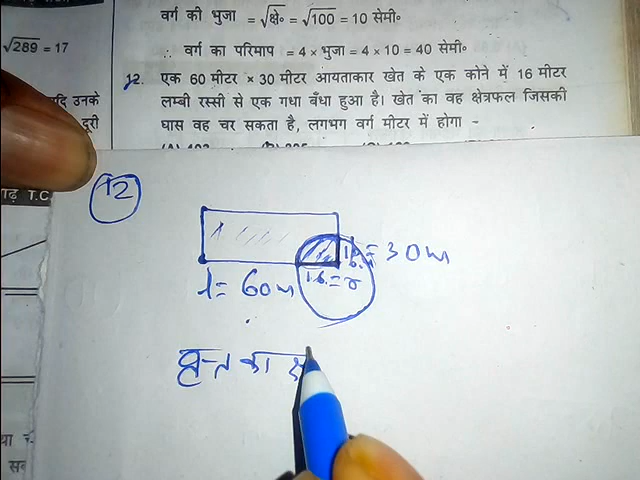 वर्ग की भुजा = √क्षे० = √100 = 10 सेमी०
√289 = 17
∴ वर्ग का परिमाप = 4 × भुजा = 4 × 10 = 40 सेमी०
12. एक 60 मीटर × 30 मीटर आयताकार खेत के एक कोने में 16 मीटर
लम्बी रस्सी से एक गधा बँधा हुआ है। खेत का वह क्षेत्रफल जिसकी
घास वह चर सकता है, लगभग वर्ग मीटर में होगा -
उनके
दूरी
T.C.
12
= 30 m
16 = r
l = 60 m
वृत्त का